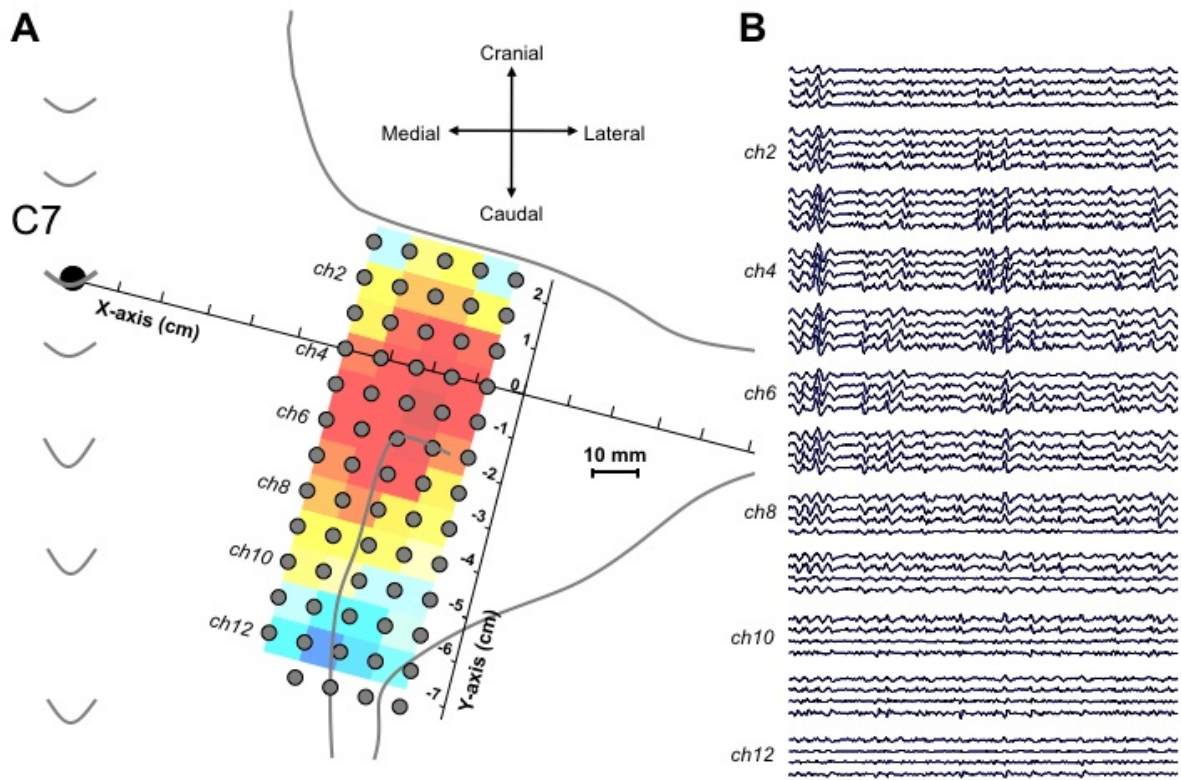 A
B
Cranial
Medial
Lateral
Caudal
C7
X-axis (cm)
ch2
ch4
ch6
ch8
ch10
ch12
2
1
0
-1
-2
-3
-4
-5
-6
-7
Y-axis (cm)
10 mm
ch2
ch4
ch6
ch8
ch10
ch12